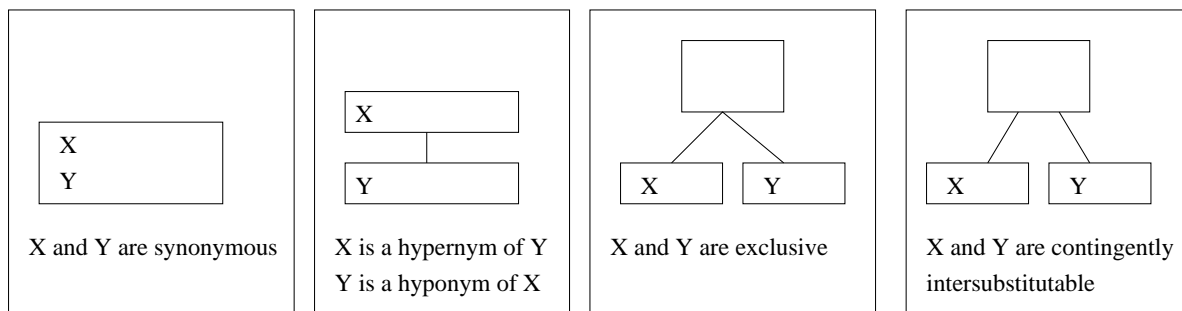 X
Y
X and Y are synonymous
X
Y
X is a hypernym of Y
Y is a hyponym of X
X Y
X and Y are exclusive
X Y
X and Y are contingently
intersubstitutable